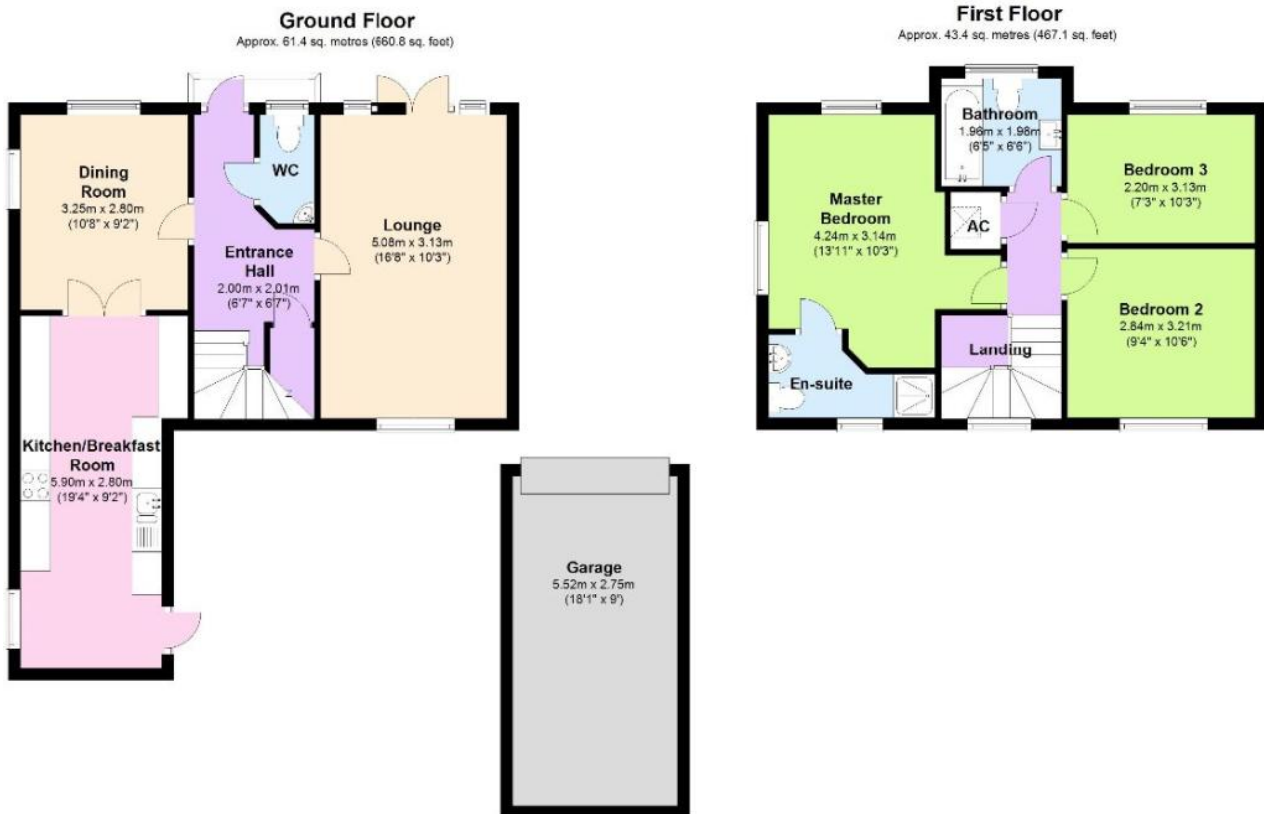 Ground Floor
Approx. 61.4 sq. metres (660.8 sq. feet)
Dining
Room
3.25m x 2.80m
(10'8" x 9'2")
WC
Lounge
5.08m x 3.13m
(16'8" x 10'3")
Entrance
Hall
2.00m x 2.01m
(6'7" x 6'7")
Kitchen/Breakfast
Room
5.90m x 2.80m
(19'4" x 9'2")
Garage
5.52m x 2.75m
(18'1" x 9')
First Floor
Approx. 43.4 sq. metres (467.1 sq. feet)
Bathroom
1.96m x 1.98m
(6'5" x 6'6")
Bedroom 3
2.20m x 3.13m
(7'3" x 10'3")
Master
Bedroom
4.24m x 3.14m
(13'11" x 10'3")
AC
Bedroom 2
2.84m x 3.21m
(9'4" x 10'6")
Landing
En-suite